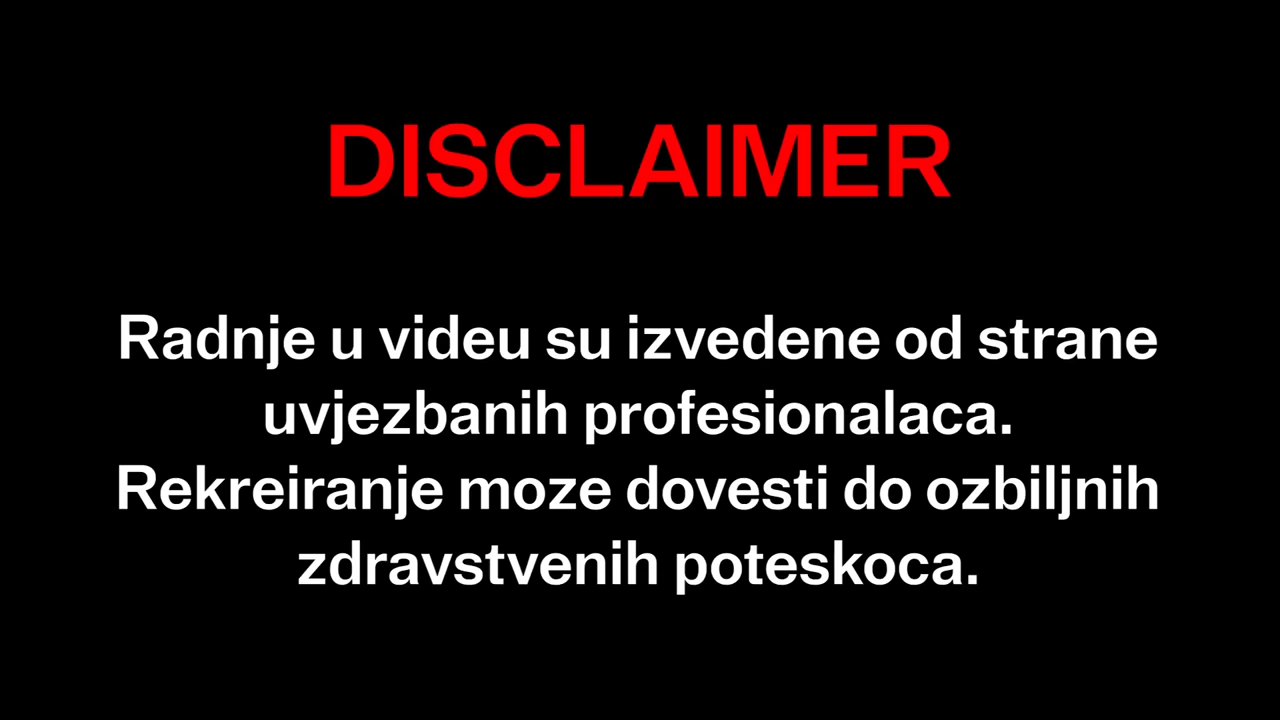 DISCLAIMER
Radnje u videu su izvedene od strane
uvjezbanih profesionalaca.
Rekreiranje moze dovesti do ozbiljnih
zdravstvenih poteskoca.